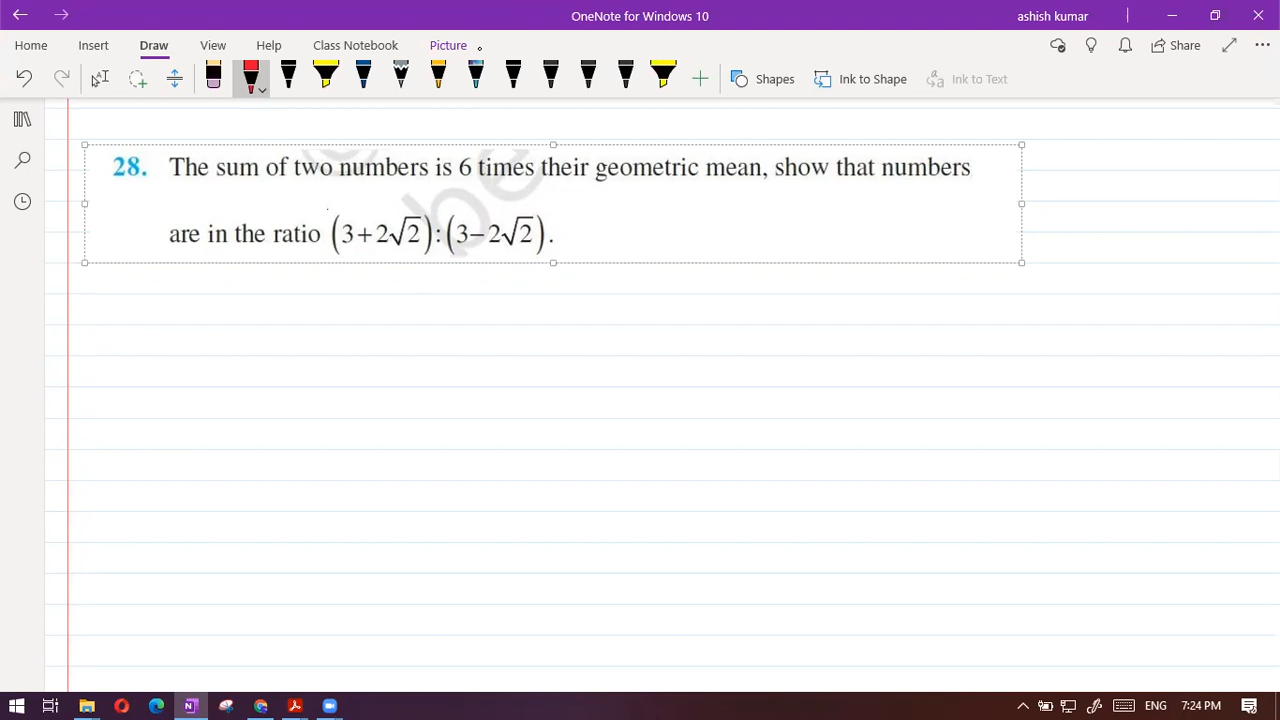 OneNote for Windows 10
ashish kumar
Home Insert Draw View Help Class Notebook Picture
Share
Shapes Ink to Shape Ink to Text
28. The sum of two numbers is 6 times their geometric mean, show that numbers
are in the ratio (3+2√2):(3−2√2).
be
ENG 7:24 PM